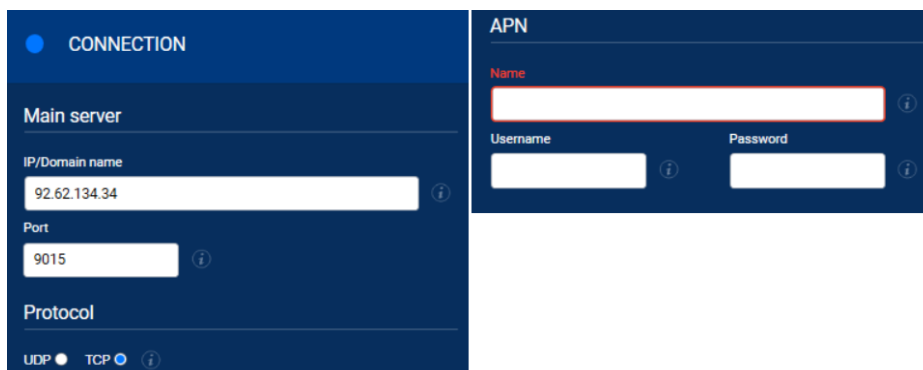 CONNECTION
Main server
IP/Domain name
92.62.134.34
Port
9015
Protocol
UDP TCP
APN
Name
Username Password